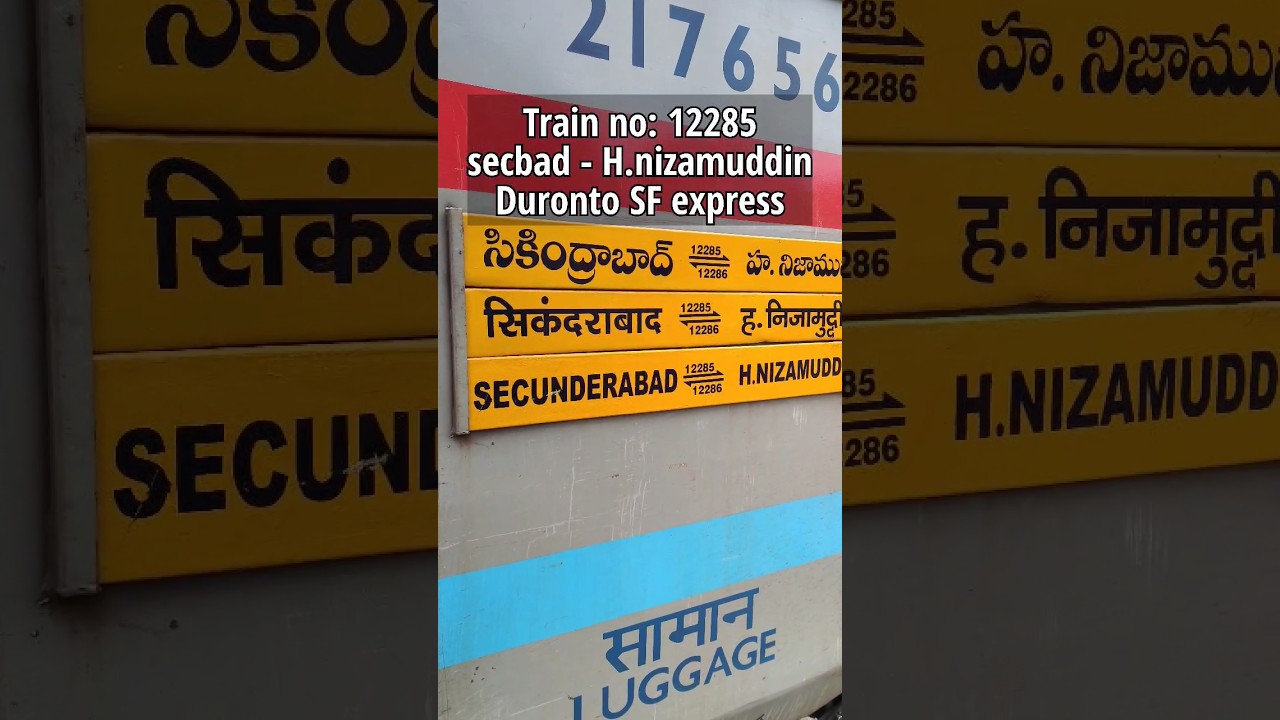 217656
Train no: 12285
secbad - H.nizamuddin
Duronto SF express
సికింద్రాబాద్ 12285 12286 హ. నిజాము
सिकंदराबाद 12285 12286 ह. निजामुद्दी
SECUNDERABAD 12285 12286 H.NIZAMUDD
सामान
LUGGAGE